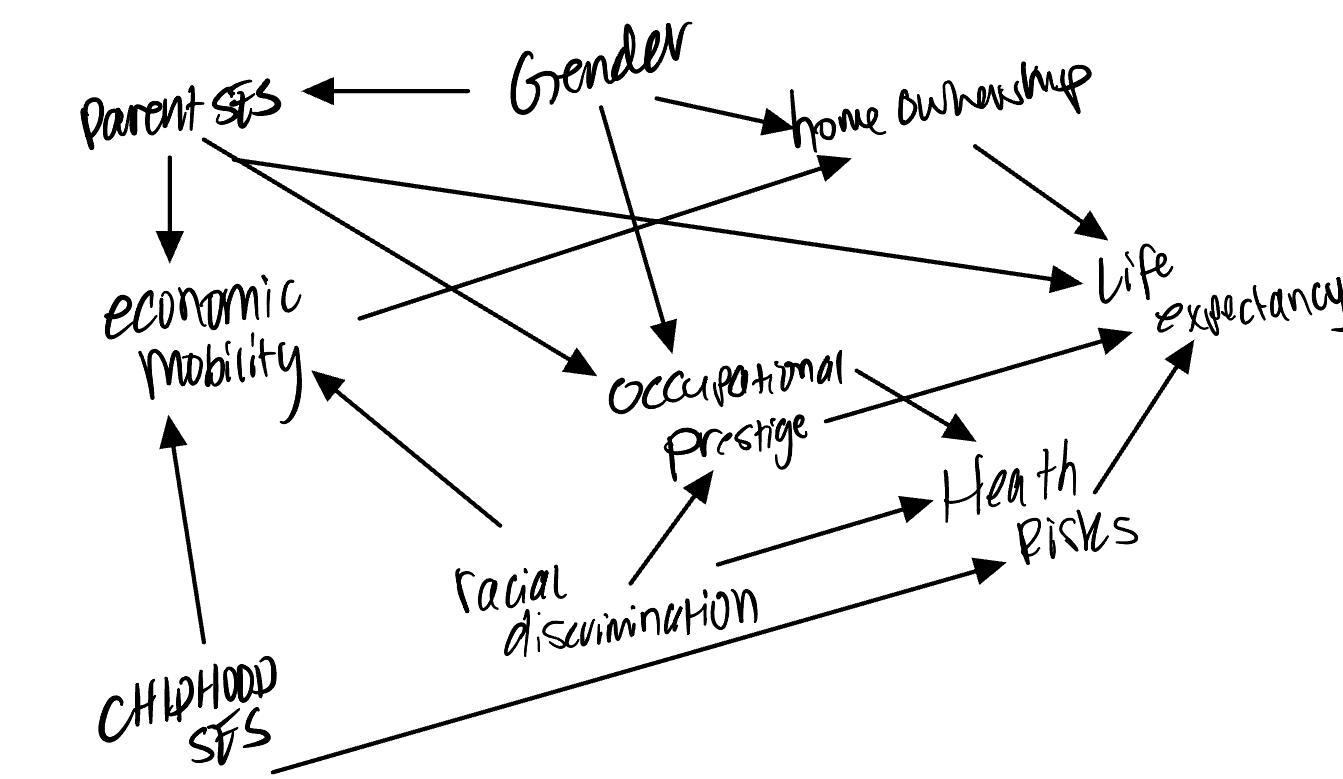 Gender
Parent SES
home ownership
Life
expectancy
economic
mobility
occupational
prestige
Heath
Risks
racial
discrimination
CHILDHOOD
SES